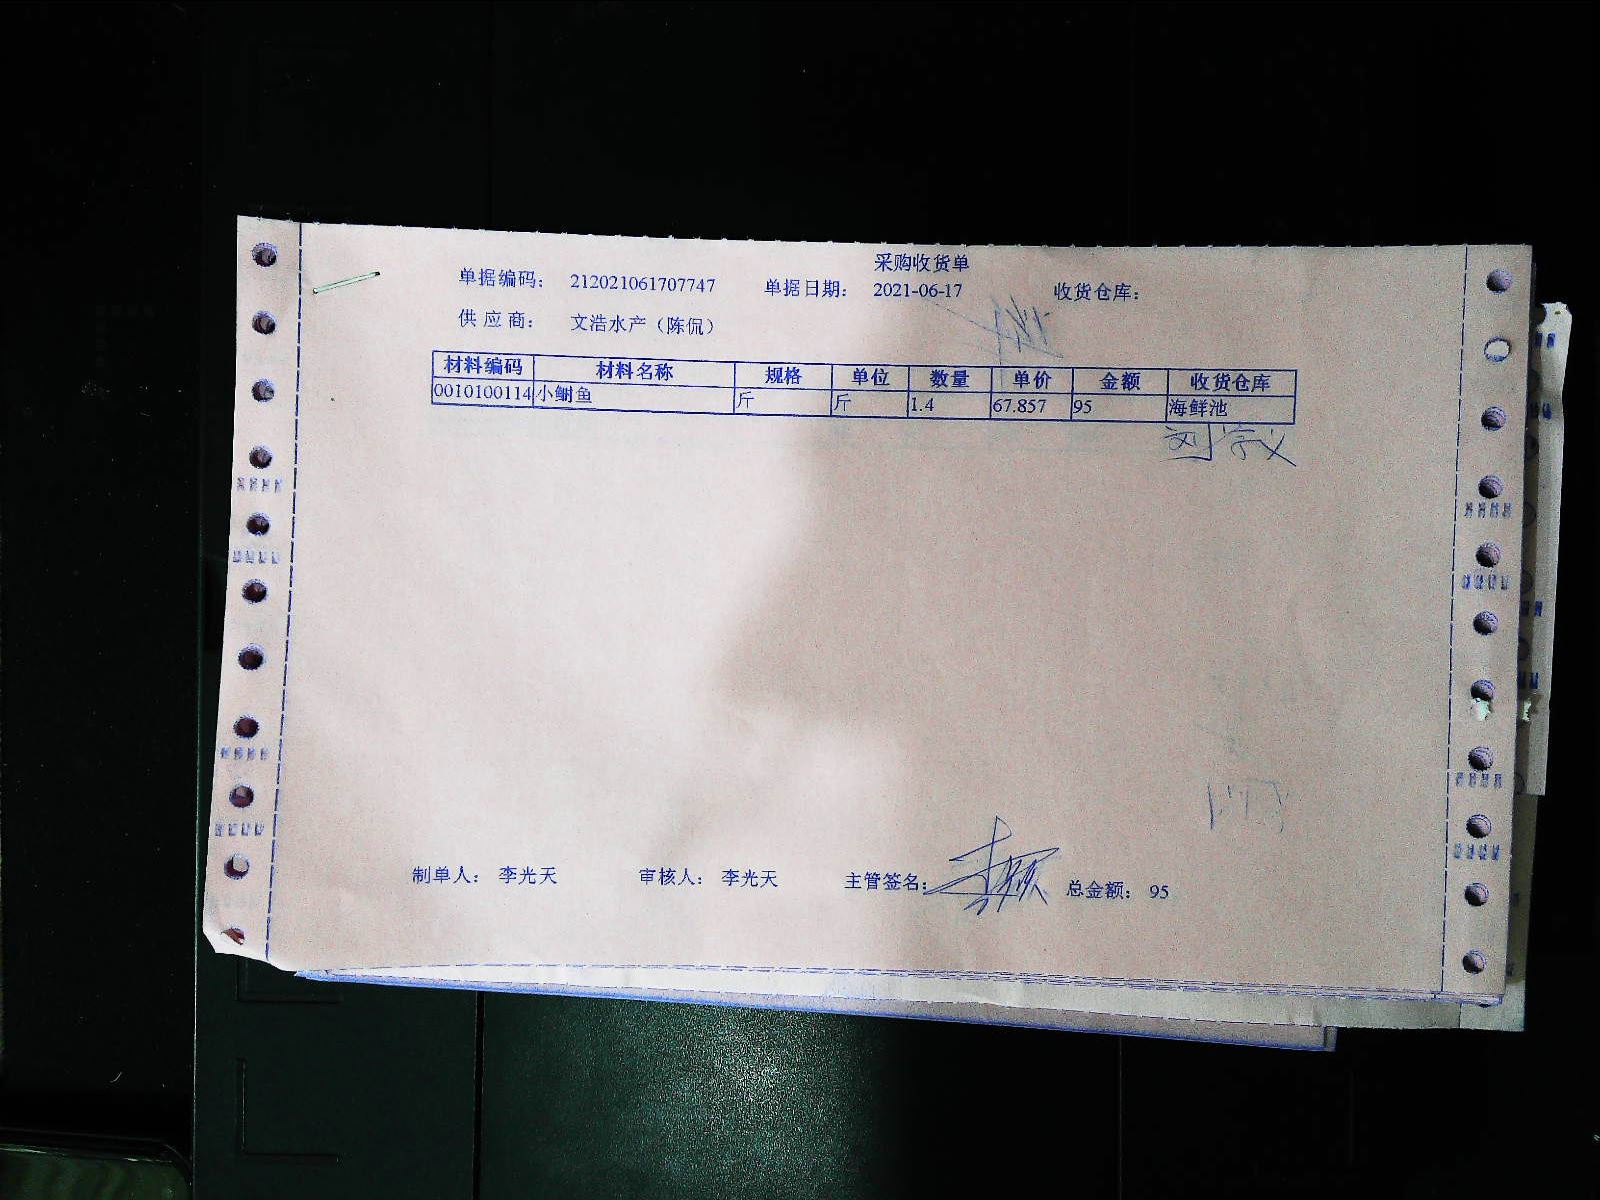 采购收货单
单据编码： 212021061707747 单据日期： 2021-06-17 收货仓库：
供 应 商： 文浩水产（陈侃）
材料编码 材料名称 规格 单位 数量 单价 金额 收货仓库
0010100114 小鲥鱼 斤 斤 1.4 67.857 95 海鲜池
制单人： 李光天 审核人： 李光天 主管签名： 总金额： 95